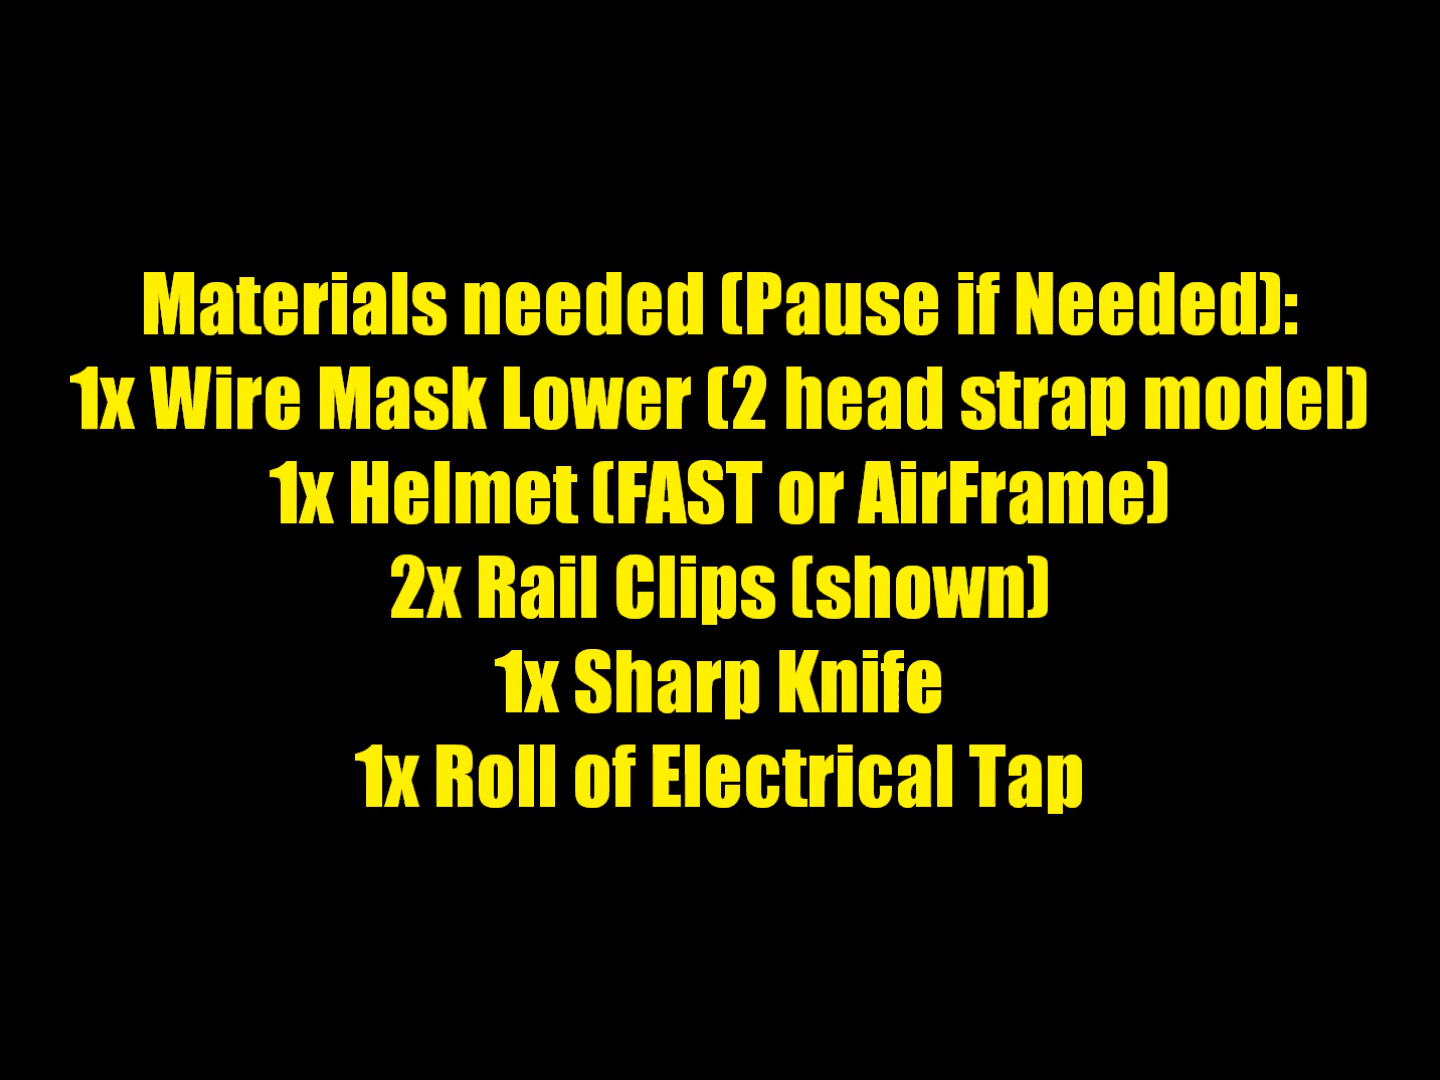 Materials needed (Pause if Needed):
1x Wire Mask Lower (2 head strap model)
1x Helmet (FAST or AirFrame)
2x Rail Clips (shown)
1x Sharp Knife
1x Roll of Electrical Tap